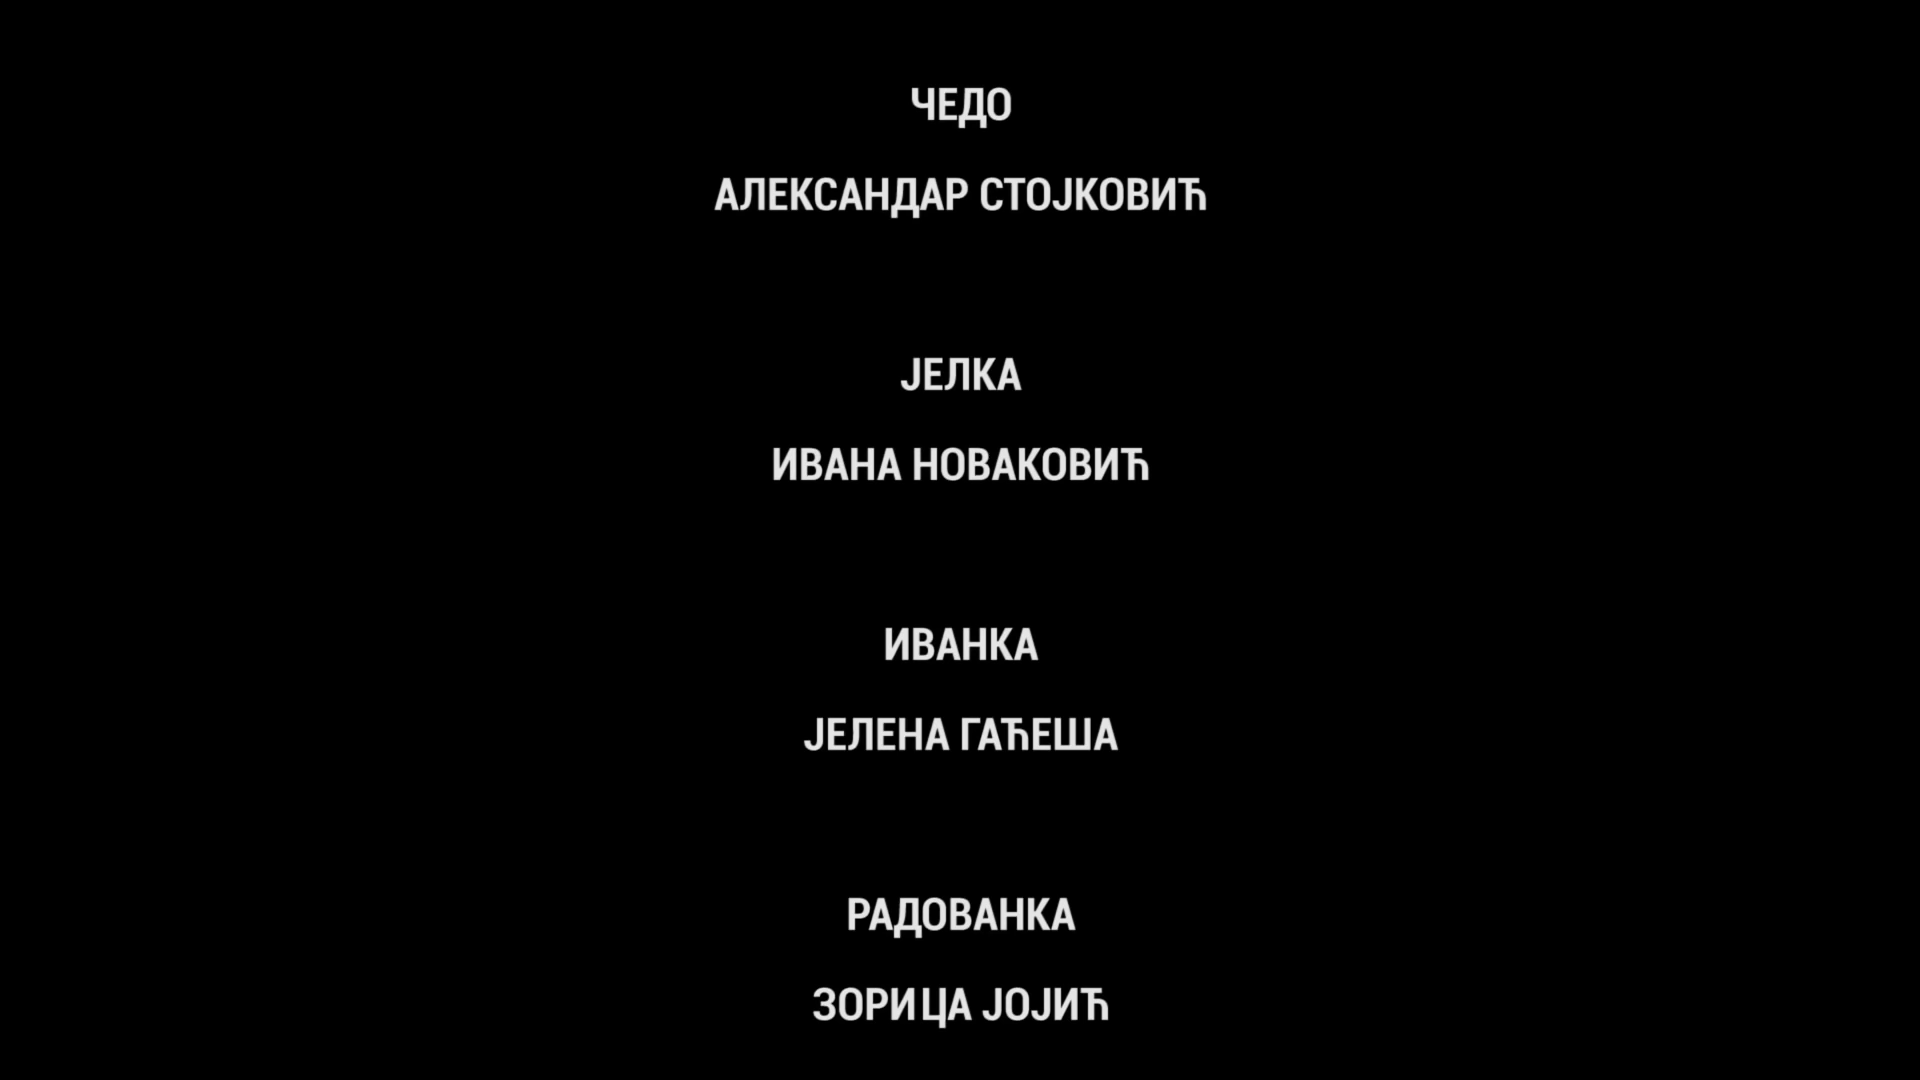 ЧЕДО
АЛЕКСАНДАР СТОЈКОВИЋ
ЈЕЛКА
ИВАНА НОВАКОВИЋ
ИВАНКА
ЈЕЛЕНА ГАЋЕША
РАДОВАНКА
ЗОРИЦА ЈОЈИЋ